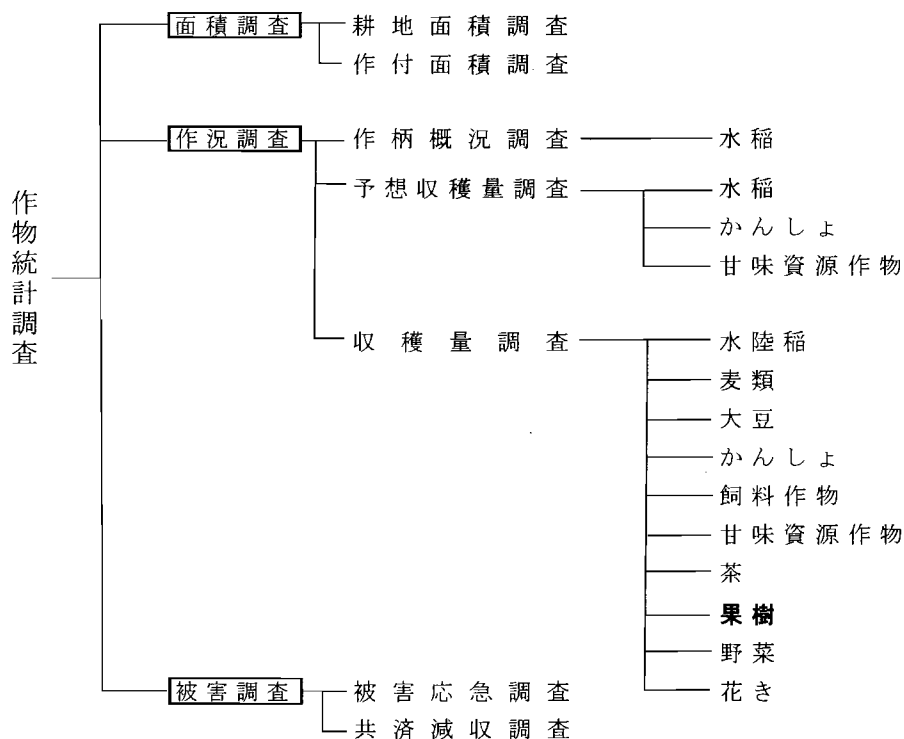 作物統計調査
面積調査
耕地面積調査
作付面積調査
作況調査
作柄概況調査
水稲
予想収穫量調査
水稲
かんしょ
甘味資源作物
収穫量調査
水陸稲
麦類
大豆
かんしょ
飼料作物
甘味資源作物
茶
果樹
野菜
花き
被害調査
被害応急調査
共済減収調査